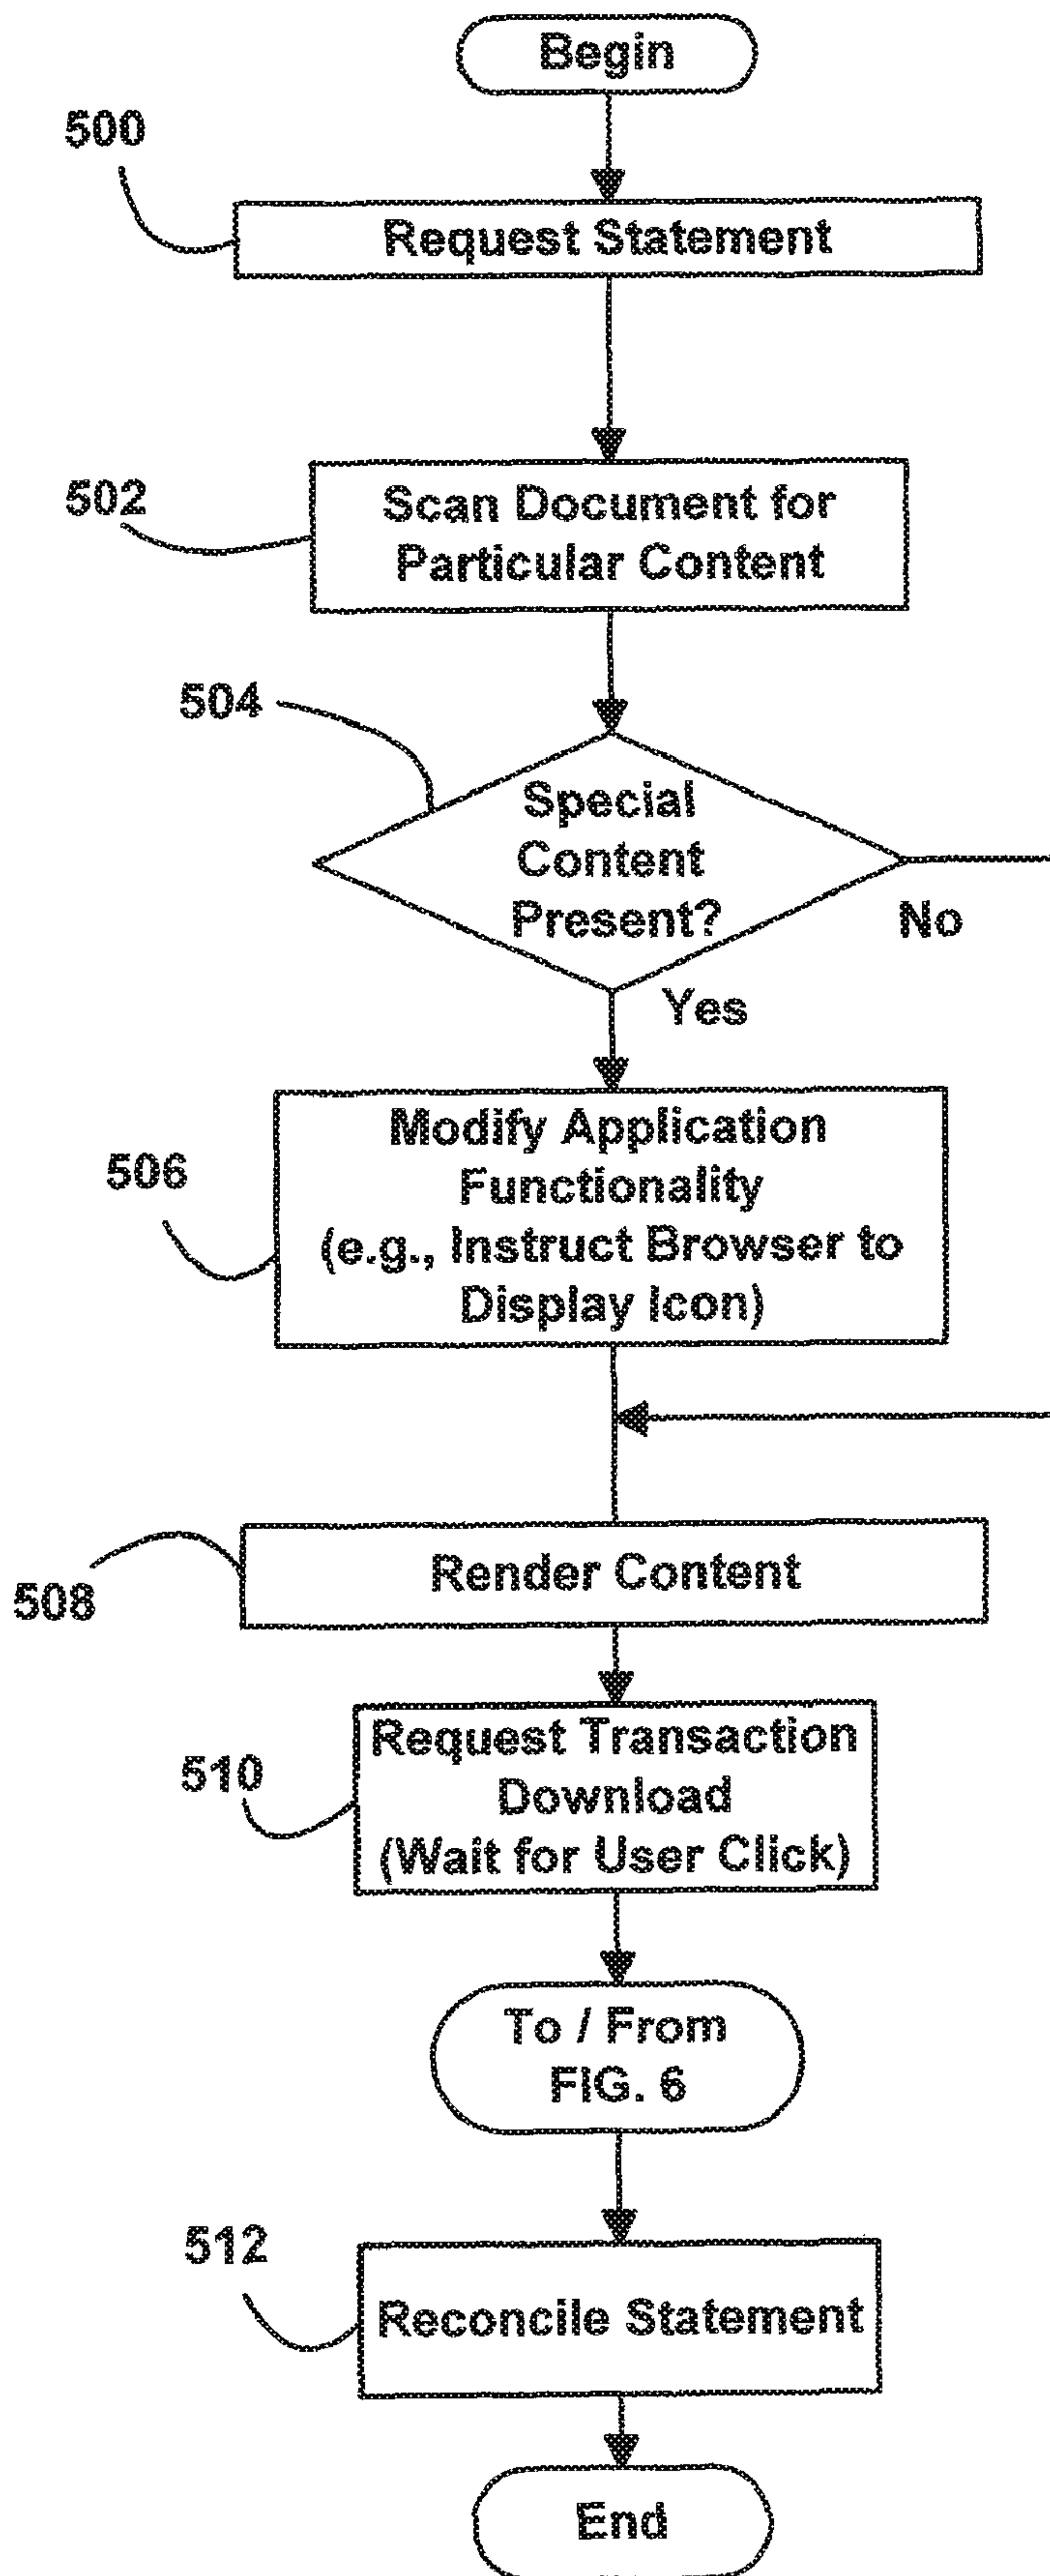 Begin
500
Request Statement
502
Scan Document for
Particular Content
504
Special
Content
Present?
No
Yes
506
Modify Application
Functionality
(e.g., Instruct Browser to
Display Icon)
508
Render Content
510
Request Transaction
Download
(Wait for User Click)
To / From
FIG. 6
512
Reconcile Statement
End